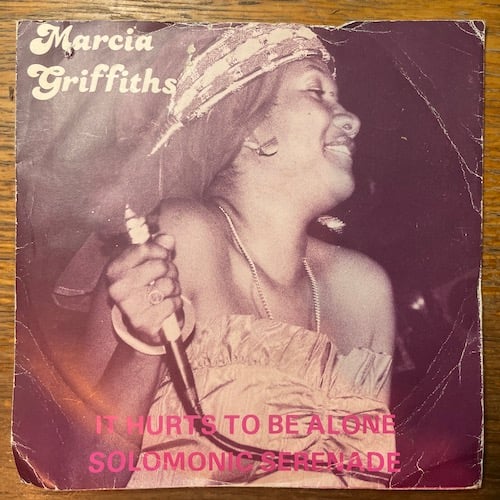 Marcia
Griffiths
IT HURTS TO BE ALONE
SOLOMONIC SERENADE